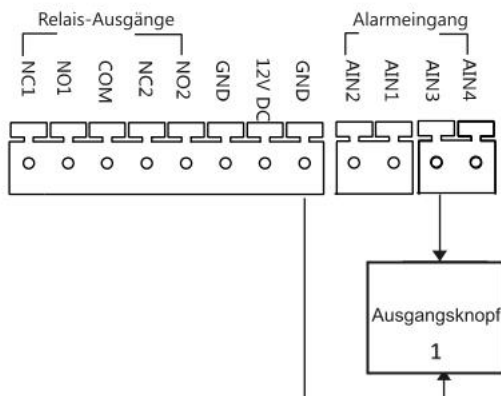 Relais-Ausgänge
Alarmeingang
NC1
NO1
COM
NC2
NO2
GND
12V DC
GND
AIN2
AIN1
AIN3
AIN4
Ausgangsknopf
1